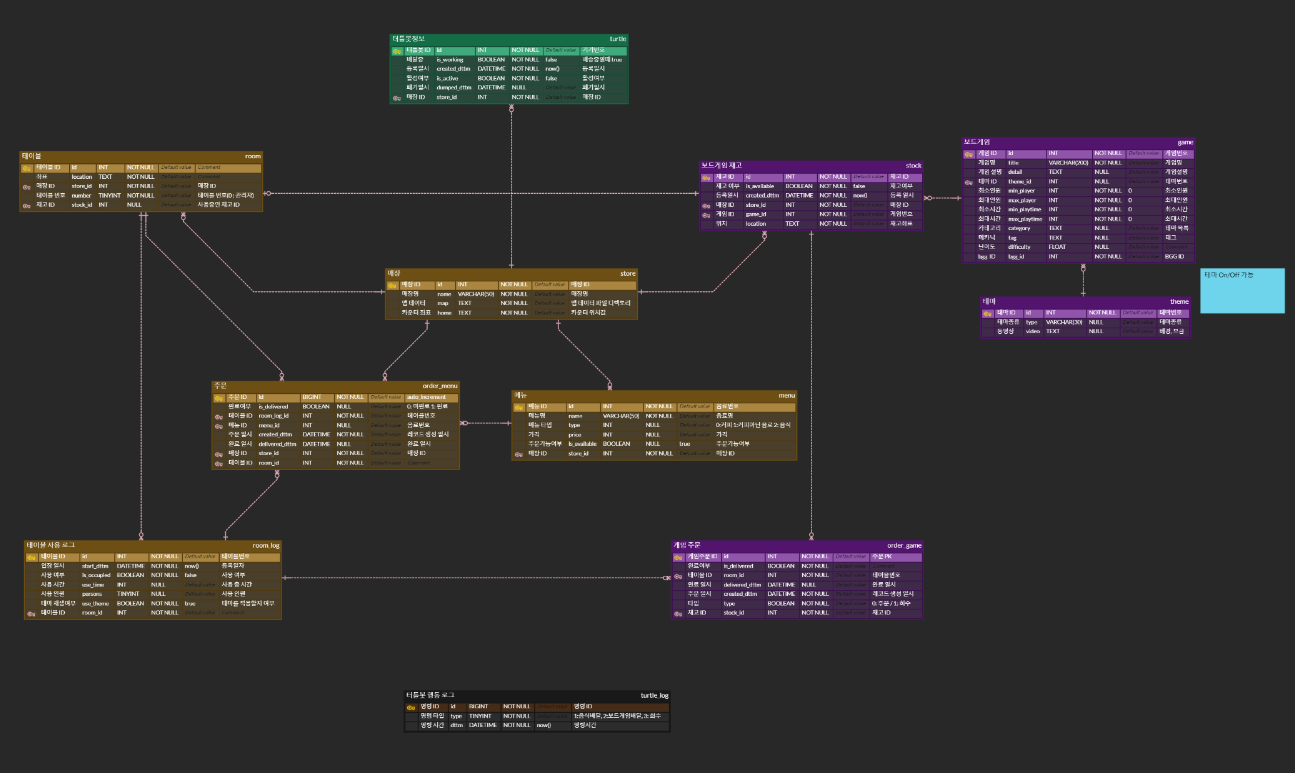 터틀봇정보 turtle
터틀봇 ID id INT NOT NULL Default value 기기번호
배달중 is_working BOOLEAN NOT NULL false 배송중일때 true
등록일시 created_dttm DATETIME NOT NULL now() 등록일시
활성여부 is_active BOOLEAN NOT NULL false 활성여부
폐기일시 dumped_dttm DATETIME NULL Default value 폐기일시
매장 ID store_id INT NOT NULL Default value 매장 ID
테이블 room
테이블 ID id INT NOT NULL Default value Comment
좌표 location TEXT NOT NULL Default value Comment
매장 ID store_id INT NOT NULL Default value 매장 ID
테이블 번호 number TINYINT NOT NULL Default value 테이블 번호(0 : 관리자)
재고 ID stock_id INT NULL Default value 사용중인 재고 ID
보드게임 재고 stock
재고 ID id INT NOT NULL Default value 재고 ID
재고 여부 is_available BOOLEAN NOT NULL false 재고여부
등록일시 created_dttm DATETIME NOT NULL now() 등록 일시
매장 ID store_id INT NOT NULL Default value 매장 ID
게임 ID game_id INT NOT NULL Default value 게임번호
위치 location TEXT NOT NULL Default value 재고좌표
보드게임 game
게임 ID id INT NOT NULL Default value 게임번호
게임명 title VARCHAR(200) NOT NULL Default value 게임명
게임 설명 detail TEXT NULL Default value 게임설명
테마 ID theme_id INT NULL Default value 테마번호
최소인원 min_player INT NOT NULL 0 최소인원
최대인원 max_player INT NOT NULL 0 최대인원
최소시간 min_playtime INT NOT NULL 0 최소시간
최대시간 max_playtime INT NOT NULL 0 최대시간
카테고리 category TEXT NULL Default value 테마 목록
메카닉 tag TEXT NULL Default value 태그
난이도 difficulty FLOAT NULL Default value
bgg_ID bgg_id INT NOT NULL Default value BGG ID
테마 On/Off 가능
테마 theme
테마 ID id INT NOT NULL Default value 테마번호
테마종류 type VARCHAR(30) NULL Default value 테마종류
동영상 video TEXT NULL Default value
매장 store
매장 ID id INT NOT NULL Default value 매장 ID
매장명 name VARCHAR(50) NOT NULL Default value 매장명
맵 데이터 map TEXT NOT NULL Default value 맵 데이터 파일 디렉토리
카운터 좌표 home TEXT NOT NULL Default value 카운터 위치값
주문 order_menu
주문 ID id BIGINT NOT NULL Default value auto_increment
완료여부 is_delivered BOOLEAN NULL Default value 0: 미완료 1: 완료
테이블 ID room_log_id INT NOT NULL Default value 테이블번호
메뉴 ID menu_id INT NOT NULL Default value 음료번호
주문 일시 created_dttm DATETIME NOT NULL Default value 레코드 생성 일시
완료 일시 delivered_dttm DATETIME NULL Default value 완료 일시
매장 ID store_id INT NOT NULL Default value 매장 ID
테이블 ID room_id INT NOT NULL Default value Comment
메뉴 menu
메뉴 ID id INT NOT NULL Default value 음료번호
메뉴명 name VARCHAR(50) NOT NULL Default value 음료명
메뉴 타입 type INT NULL Default value 0:커피 1:커피아닌 음료 2: 음식
가격 price INT NULL Default value 가격
주문가능여부 is_available BOOLEAN NULL true 주문가능여부
매장 ID store_id INT NOT NULL Default value 매장 ID
테이블 사용 로그 room_log
테이블 ID id INT NOT NULL Default value 테이블번호
입장 일시 start_dttm DATETIME NOT NULL now() 등록일자
사용 여부 is_occupied BOOLEAN NOT NULL false 사용 여부
사용 시간 use_time INT NULL Default value 사용 중 시간
사용 인원 persons TINYINT NULL Default value 사용 인원
테마 재생여부 use_theme BOOLEAN NOT NULL true 테마를 적용할지 여부
테이블 ID room_id INT NOT NULL Default value Comment
게임 주문 order_game
게임주문 ID id INT NOT NULL Default value 주문 PK
완료여부 is_delivered BOOLEAN NOT NULL Default value
테이블 ID room_id INT NOT NULL Default value 테이블번호
완료 일시 delivered_dttm DATETIME NULL Default value 완료 일시
주문 일시 created_dttm DATETIME NOT NULL Default value 레코드 생성 일시
타입 type BOOLEAN NOT NULL Default value 0: 주문 / 1: 회수
재고 ID stock_id INT NOT NULL Default value 재고 ID
터틀봇 행동 로그 turtle_log
명령 ID id BIGINT NOT NULL Default value 명령 ID
명령 타입 type TINYINT NOT NULL Default value 1:음식배달, 2:보드게임배달, 3: 회수
명령 시간 dttm DATETIME NOT NULL now() 명령시간